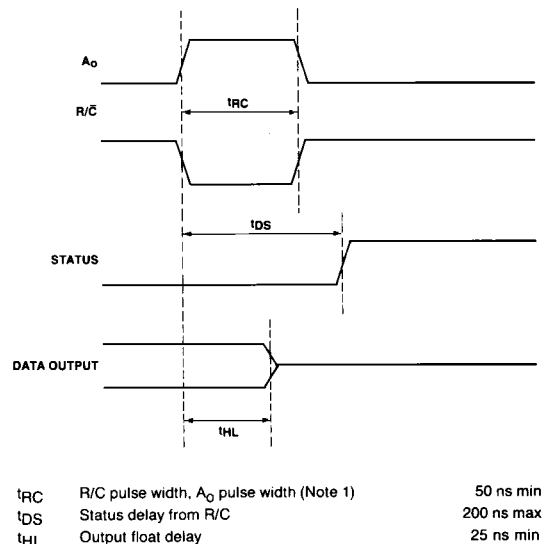 A₀
R/C̅
tRC
tDS
STATUS
DATA OUTPUT
tHL
tRC R/C pulse width, A₀ pulse width (Note 1) 50 ns min
tDS Status delay from R/C 200 ns max
tHL Output float delay 25 ns min